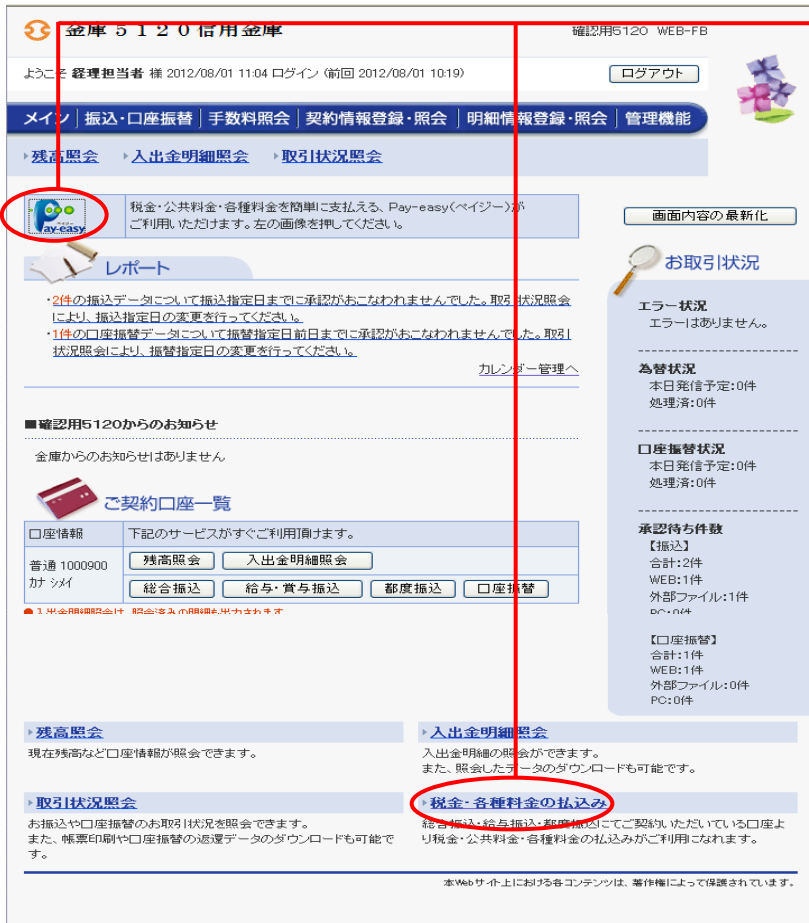 金庫５１２０信用金庫
確認用5120 WEB-FB
ようこそ 経理担当者 様 2012/08/01 11:04 ログイン (前回 2012/08/01 10:19)
ログアウト
メイン 振込・口座振替 手数料照会 契約情報登録・照会 明細情報登録・照会 管理機能
残高照会 入出金明細照会 取引状況照会
Pay-easy
税金・公共料金・各種料金を簡単に支払える、Pay-easy(ペイジー)が
ご利用いただけます。左の画像を押してください。
画面内容の最新化
レポート
・2件の振込データについて振込指定日までに承認がおこなわれませんでした。取引状況照会
により、振込指定日の変更を行ってください。
・1件の口座振替データについて振替指定日前日までに承認がおこなわれませんでした。取引
状況照会により、振替指定日の変更を行ってください。
カレンダー管理へ
■確認用5120からのお知らせ
金庫からのお知らせはありません
ご契約口座一覧
口座情報 下記のサービスがすぐご利用頂けます。
普通 1000900
カナ シメイ
残高照会 入出金明細照会
総合振込 給与・賞与振込 都度振込 口座振替
●入出金明細照会は、照会済みの明細も出力されます
お取引状況
エラー状況
エラーはありません。
為替状況
本日発信予定:0件
処理済:0件
口座振替状況
本日発信予定:0件
処理済:0件
承認待ち件数
【振込】
合計:2件
WEB:1件
外部ファイル:1件
PC:0件
【口座振替】
合計:1件
WEB:1件
外部ファイル:0件
PC:0件
残高照会
現在残高など口座情報が照会できます。
入出金明細照会
入出金明細の照会ができます。
また、照会したデータのダウンロードも可能です。
取引状況照会
お振込や口座振替のお取引状況を照会できます。
また、帳票印刷や口座振替の返還データのダウンロードも可能で
す。
税金・各種料金の払込み
総合振込・給与振込・都度振込にてご契約いただいている口座よ
り税金・公共料金・各種料金の払込みがご利用になれます。
本Webサイト上における各コンテンツは、著作権によって保護されています。